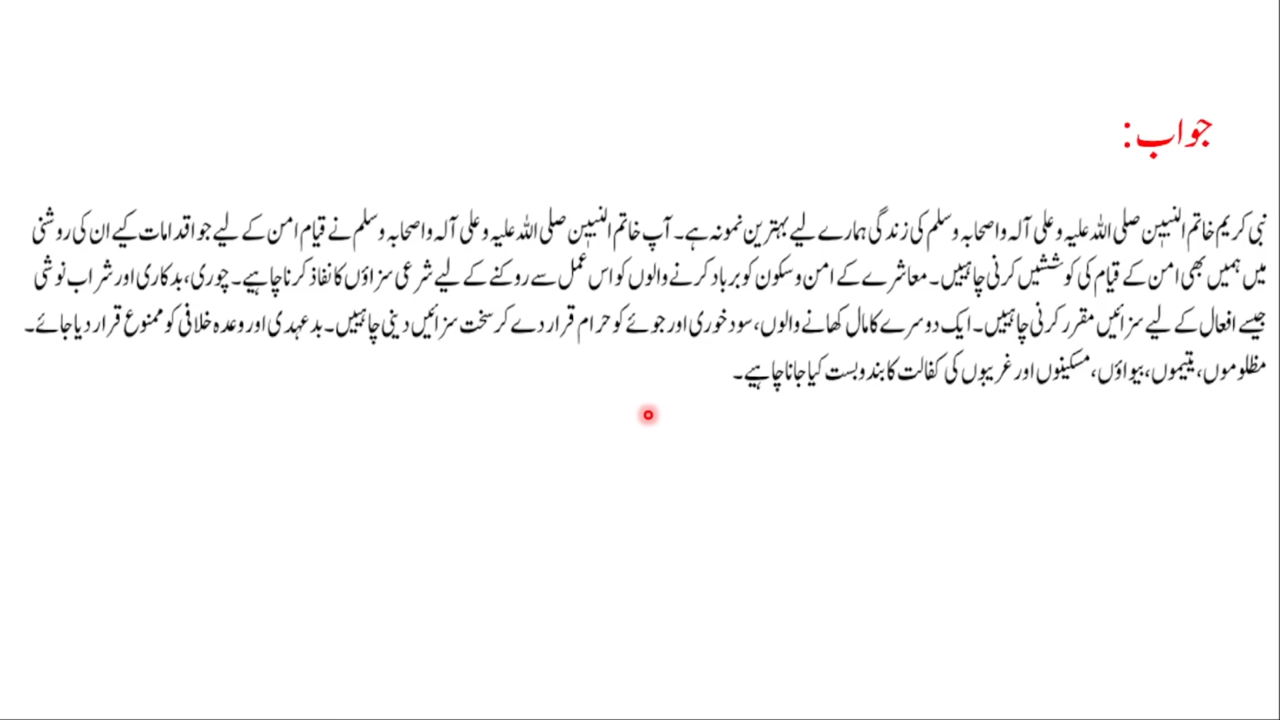 جواب:
نبی کریم خاتم النبیین صلی اللہ علیہ وعلی آلہ واصحابہ وسلم کی زندگی ہمارے لیے بہترین نمونہ ہے۔ آپ خاتم النبیین صلی اللہ علیہ وعلی آلہ واصحابہ وسلم نے قیام امن کے لیے جو اقدامات کیے ان کی روشنی
میں ہمیں بھی امن کے قیام کی کوششیں کرنی چاہییں۔ معاشرے کے امن و سکون کو برباد کرنے والوں کو اس عمل سے روکنے کے لیے شرعی سزاؤں کا نفاذ کرنا چاہیے۔ چوری، بدکاری اور شراب نوشی
جیسے افعال کے لیے سزائیں مقرر کرنی چاہییں۔ ایک دوسرے کا مال کھانے والوں، سود خوری اور جوئے کو حرام قرار دے کر سخت سزائیں دینی چاہییں۔ بدعہدی اور وعدہ خلافی کو ممنوع قرار دیا جائے۔
مظلوموں، یتیموں، بیواؤں، مسکینوں اور غریبوں کی کفالت کا بندوبست کیا جانا چاہیے۔